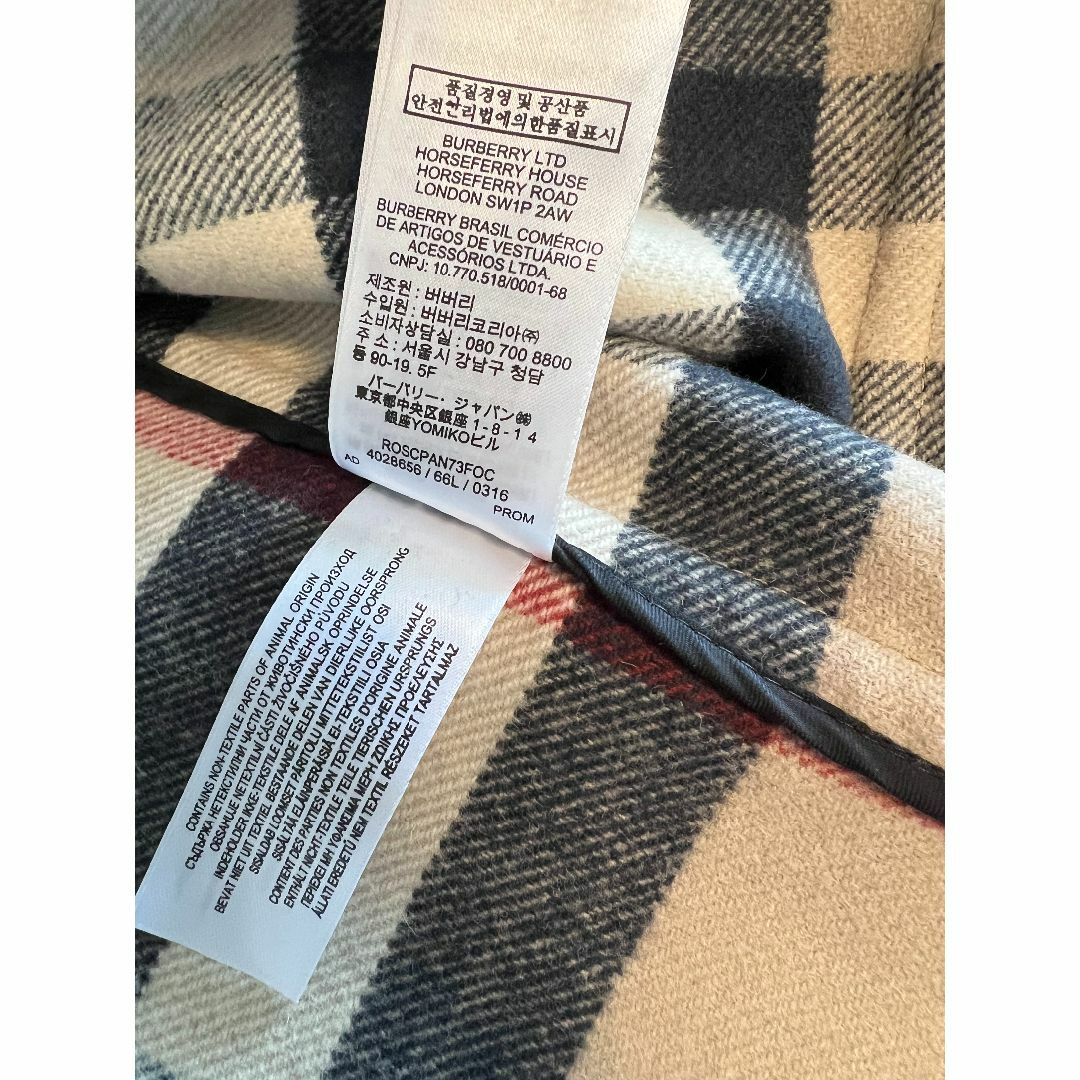 품질경영 및 공산품
안전관리법에의한품질표시
BURBERRY LTD
HORSEFERRY HOUSE
HORSEFERRY ROAD
LONDON SW1P 2AW
BURBERRY BRASIL COMÉRCIO
DE ARTIGOS DE VESTUÁRIO E
ACESSÓRIOS LTDA.
CNPJ: 10.770.518/0001-68
제조원 : 버버리
수입원 : 버버리코리아㈜
소비자상담실 : 080 700 8800
주 소 : 서울시 강남구 청담
동 90-19. 5F
バーバリー・ジャパン㈱
東京都中央区銀座 1 - 8 - 1 4
銀座YOMIKOビル
ROSCPAN73FOC
AD 4028656 / 66L / 0316
PROM
CONTAINS NON-TEXTILE PARTS OF ANIMAL ORIGIN
СЪДЪРЖА НЕТЕКСТИЛНИ ЧАСТИ ОТ ЖИВОТИНСКИ ПРОИЗХОД
OBSAHUJE NETEXTILNÍ ČÁSTI ŽIVOČIŠNÉHO PŮVODU
INDEHOLDER IKKE-TEKSTILE DELE AF ANIMALSK OPRINDELSE
BEVAT NIET UIT TEXTIEL BESTAANDE DELEN VAN DIERLIJKE OORSPRONG
SISALDAB LOOMSET PÄRITOLU MITTETEKSTIILIST OSI
SISÄLTÄÄ ELÄINPERÄISIÄ EI-TEKSTIILI OSIA
CONTIENT DES PARTIES NON TEXTILES D'ORIGINE ANIMALE
ENTHÄLT NICHT-TEXTILE TEILE TIERISCHEN URSPRUNGS
ΠΕΡΙΕΧΕΙ ΜΗ ΥΦΑΝΣΙΜΑ ΜΕΡΗ ΖΩΙΚΗΣ ΠΡΟΕΛΕΥΣΗΣ
ÁLLATI EREDETŰ NEM TEXTIL RÉSZEKET TARTALMAZ